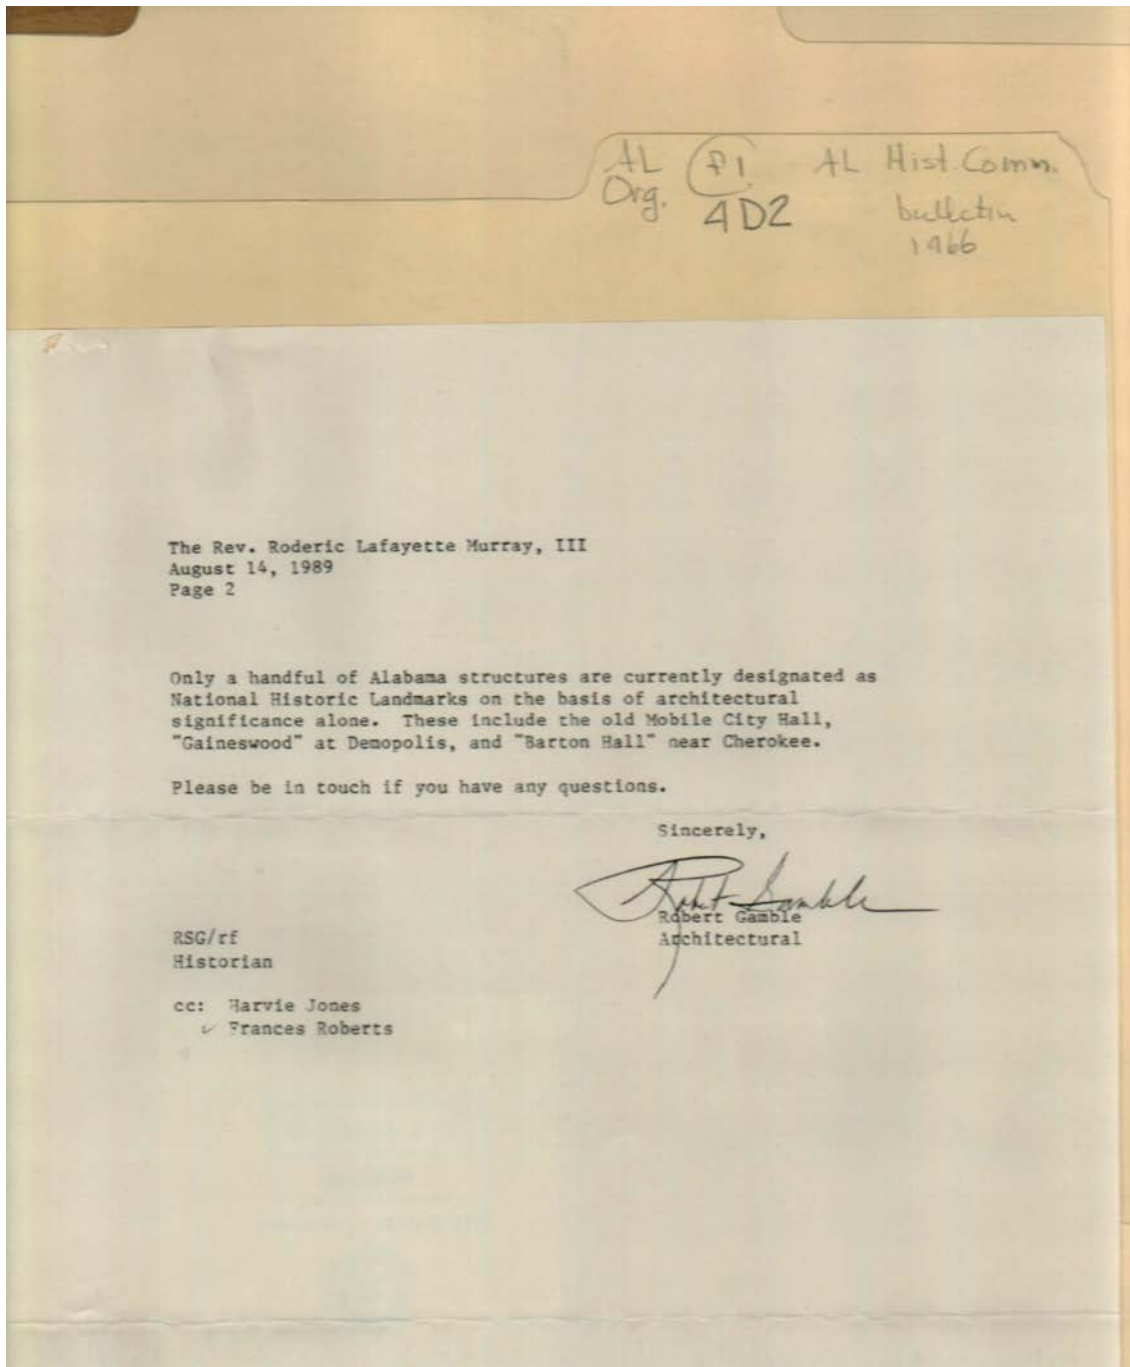 AL f1 AL Hist. Comm.
Org. 4D2 bulletin
1966
The Rev. Roderic Lafayette Murray, III
August 14, 1989
Page 2
Only a handful of Alabama structures are currently designated as
National Historic Landmarks on the basis of architectural
significance alone. These include the old Mobile City Hall,
"Gaineswood" at Demopolis, and "Barton Hall" near Cherokee.
Please be in touch if you have any questions.
Sincerely,
Robert Gamble
Robert Gamble
Architectural
RSG/rf
Historian
cc: Harvie Jones
✓ Frances Roberts